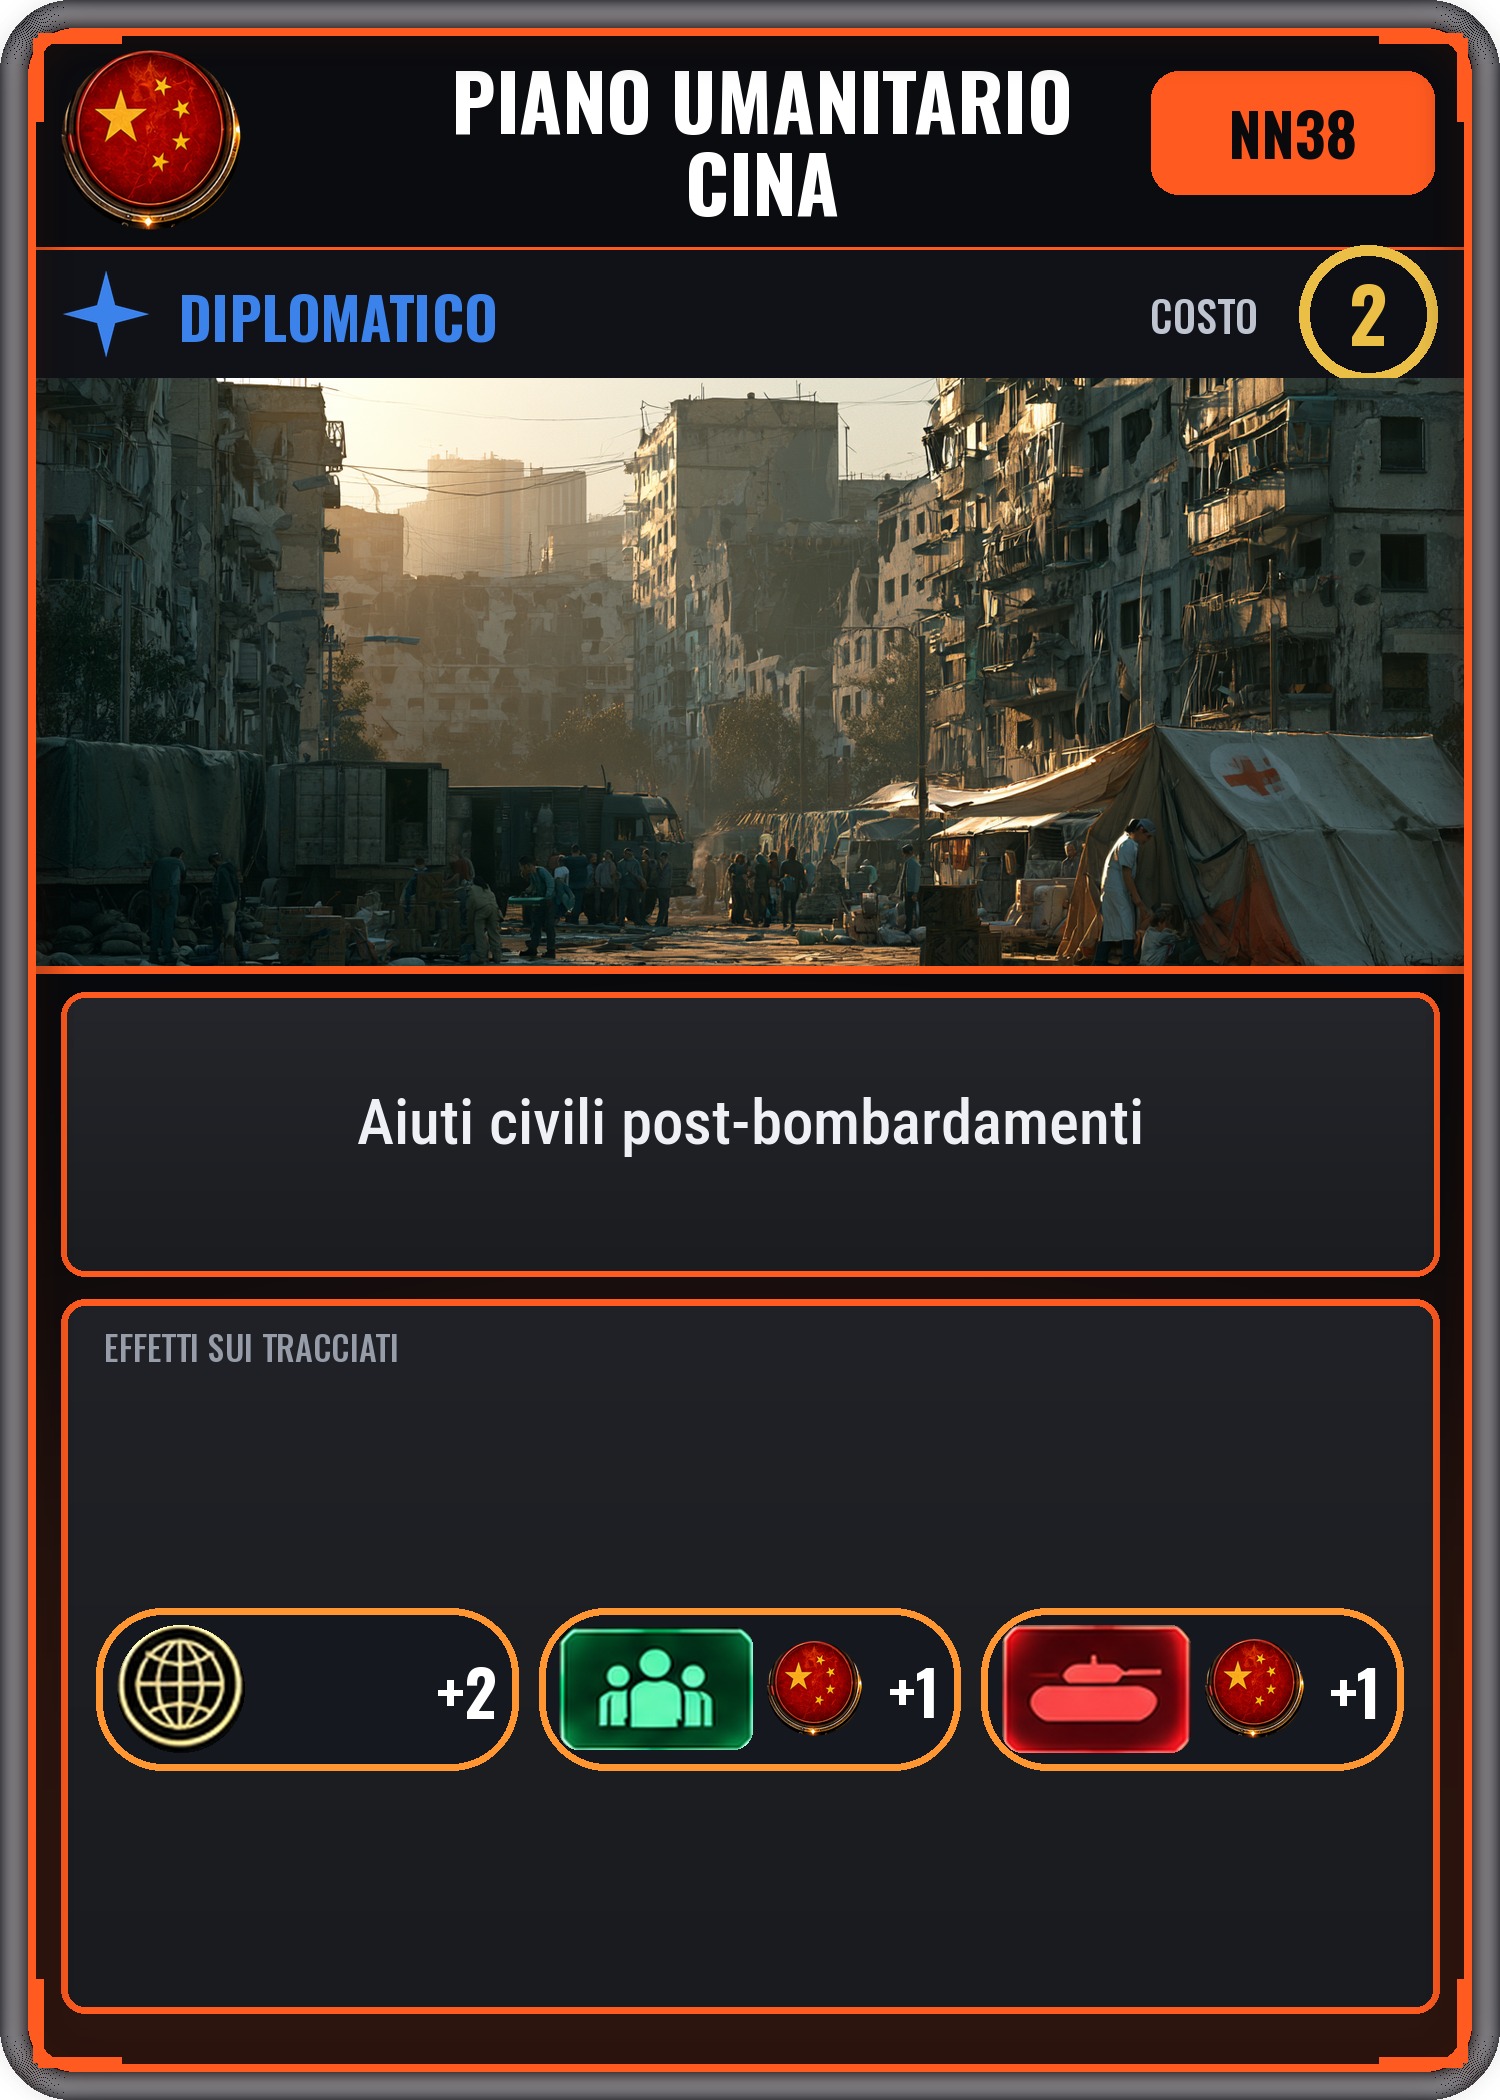 PIANO UMANITARIO
CINA
NN38
DIPLOMATICO
COSTO
2
Aiuti civili post-bombardamenti
EFFETTI SUI TRACCIATI
+2
+1
+1